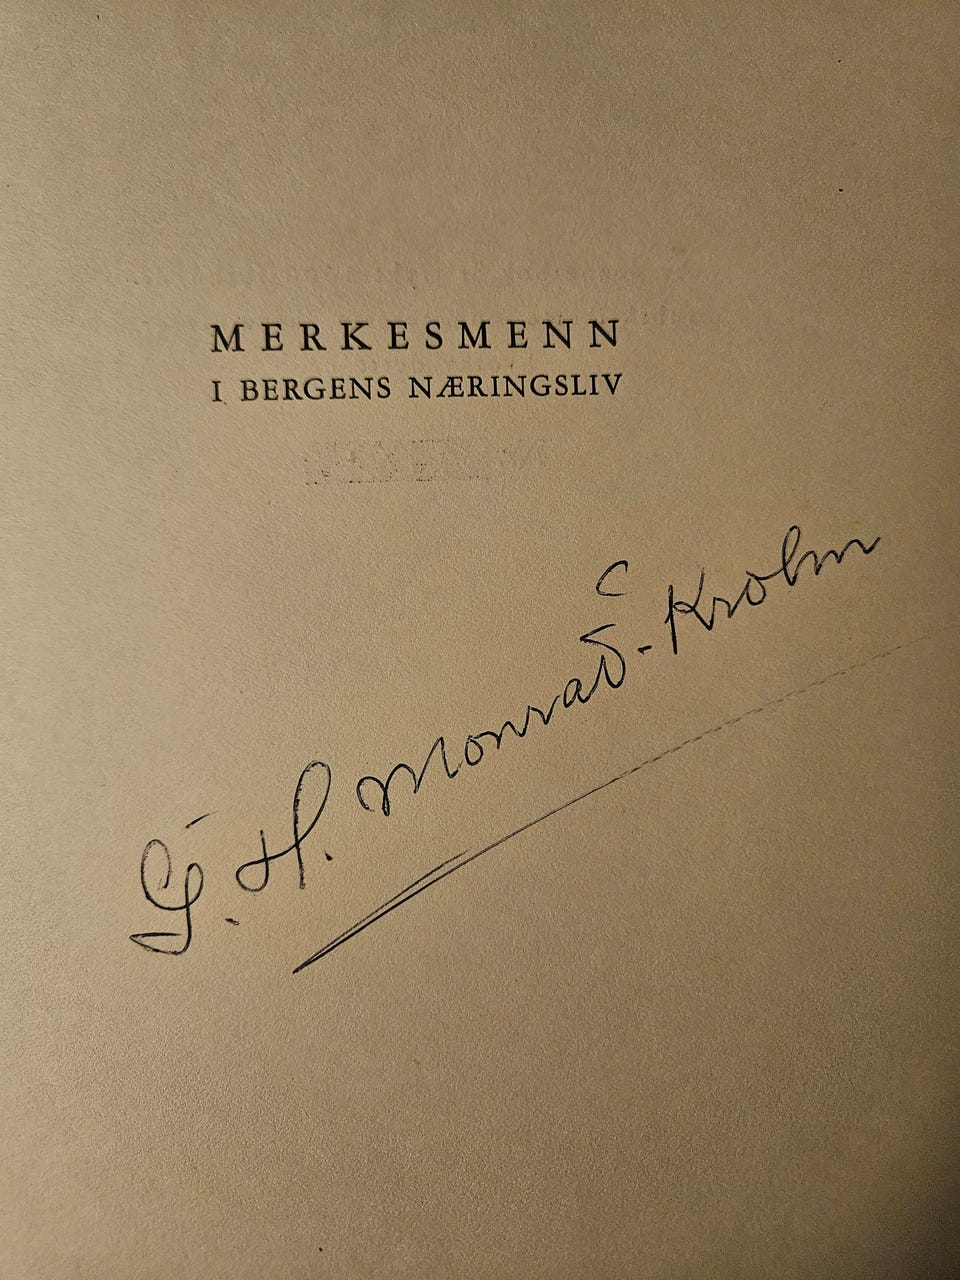 MERKESMENN
I BERGENS NÆRINGSLIV
G. H. Monrad-Krohn